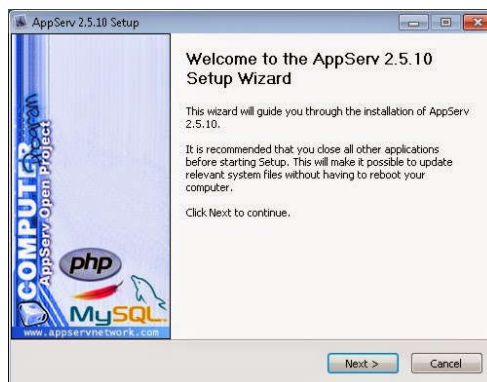 AppServ 2.5.10 Setup
Welcome to the AppServ 2.5.10
Setup Wizard
This wizard will guide you through the installation of AppServ
2.5.10.
It is recommended that you close all other applications
before starting Setup. This will make it possible to update
relevant system files without having to reboot your
computer.
Click Next to continue.
COMPUTER
Program
AppServ Open Project
php
MySQL
www.appservnetwork.com
Next >
Cancel